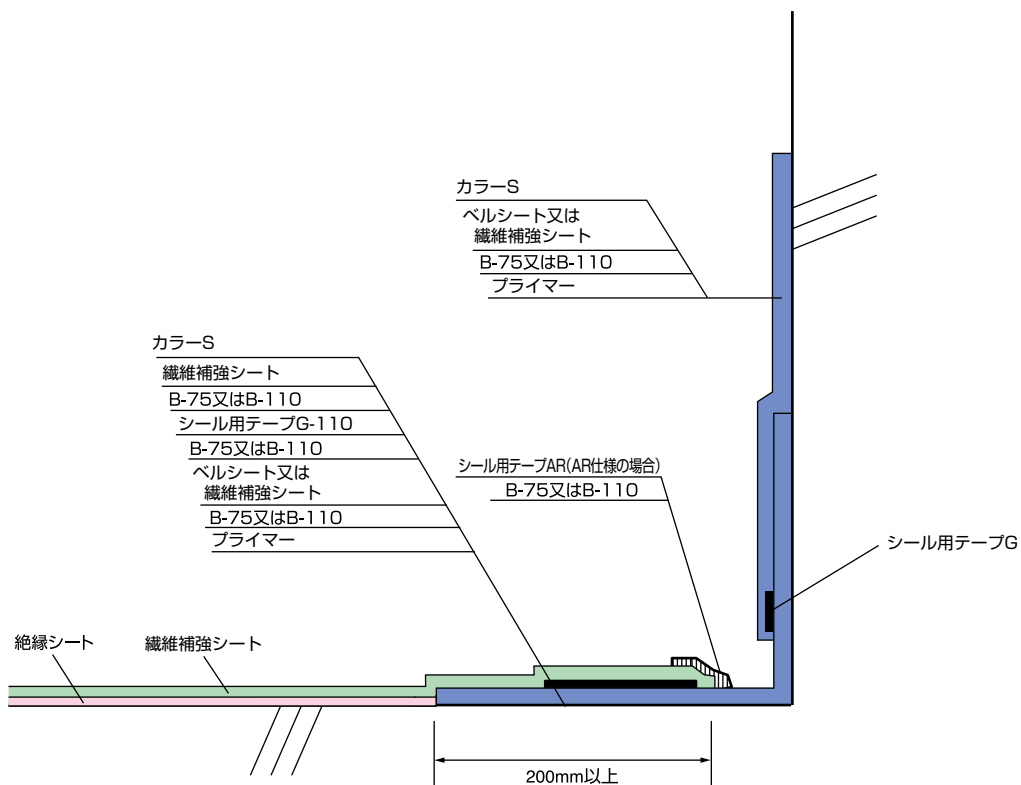 カラーS
ベルシート又は
繊維補強シート
B-75又はB-110
プライマー
カラーS
繊維補強シート
B-75又はB-110
シール用テープG-110
B-75又はB-110
ベルシート又は
繊維補強シート
B-75又はB-110
プライマー
シール用テープAR(AR仕様の場合)
B-75又はB-110
シール用テープG
絶縁シート
繊維補強シート
200mm以上